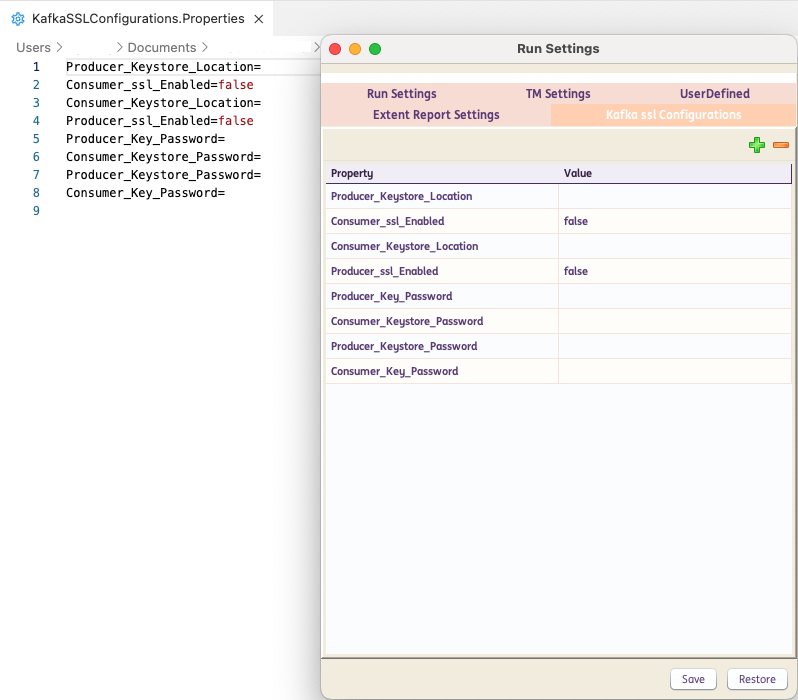 KafkaSSLConfigurations.Properties
Users > > Documents > >
1 Producer_Keystore_Location=
2 Consumer_ssl_Enabled=false
3 Consumer_Keystore_Location=
4 Producer_ssl_Enabled=false
5 Producer_Key_Password=
6 Consumer_Keystore_Password=
7 Producer_Keystore_Password=
8 Consumer_Key_Password=
9
Run Settings
Run Settings TM Settings UserDefined
Extent Report Settings Kafka ssl Configurations
Property Value
Producer_Keystore_Location
Consumer_ssl_Enabled false
Consumer_Keystore_Location
Producer_ssl_Enabled false
Producer_Key_Password
Consumer_Keystore_Password
Producer_Keystore_Password
Consumer_Key_Password
Save Restore